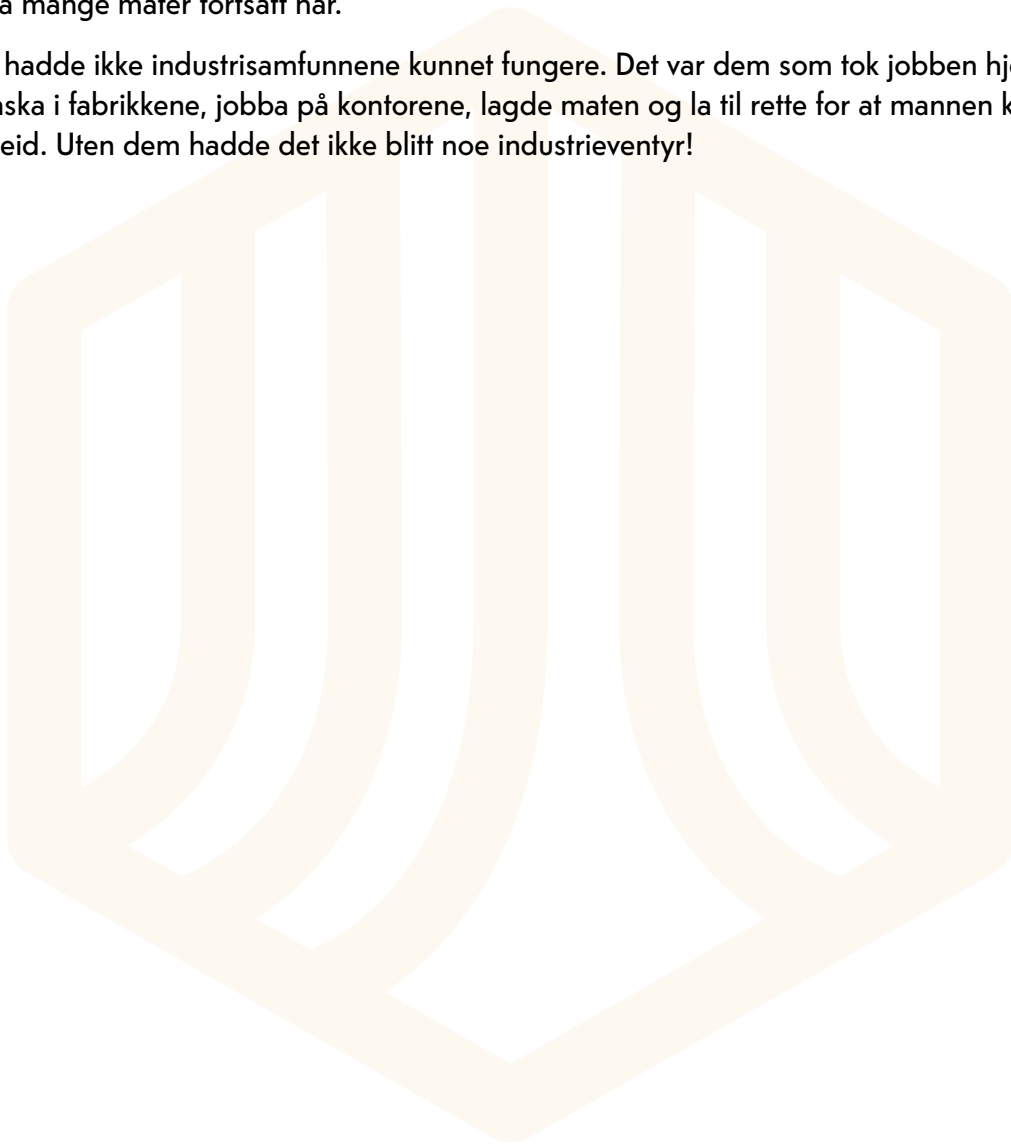 mange måter fortsatt har.
hadde ikke industrisamfunnene kunnet fungere. Det var dem som tok jobben
i fabrikkene, jobba på kontorene, lagde maten og la til rette for at mannen
Uten dem hadde det ikke blitt noe industrieventyr!